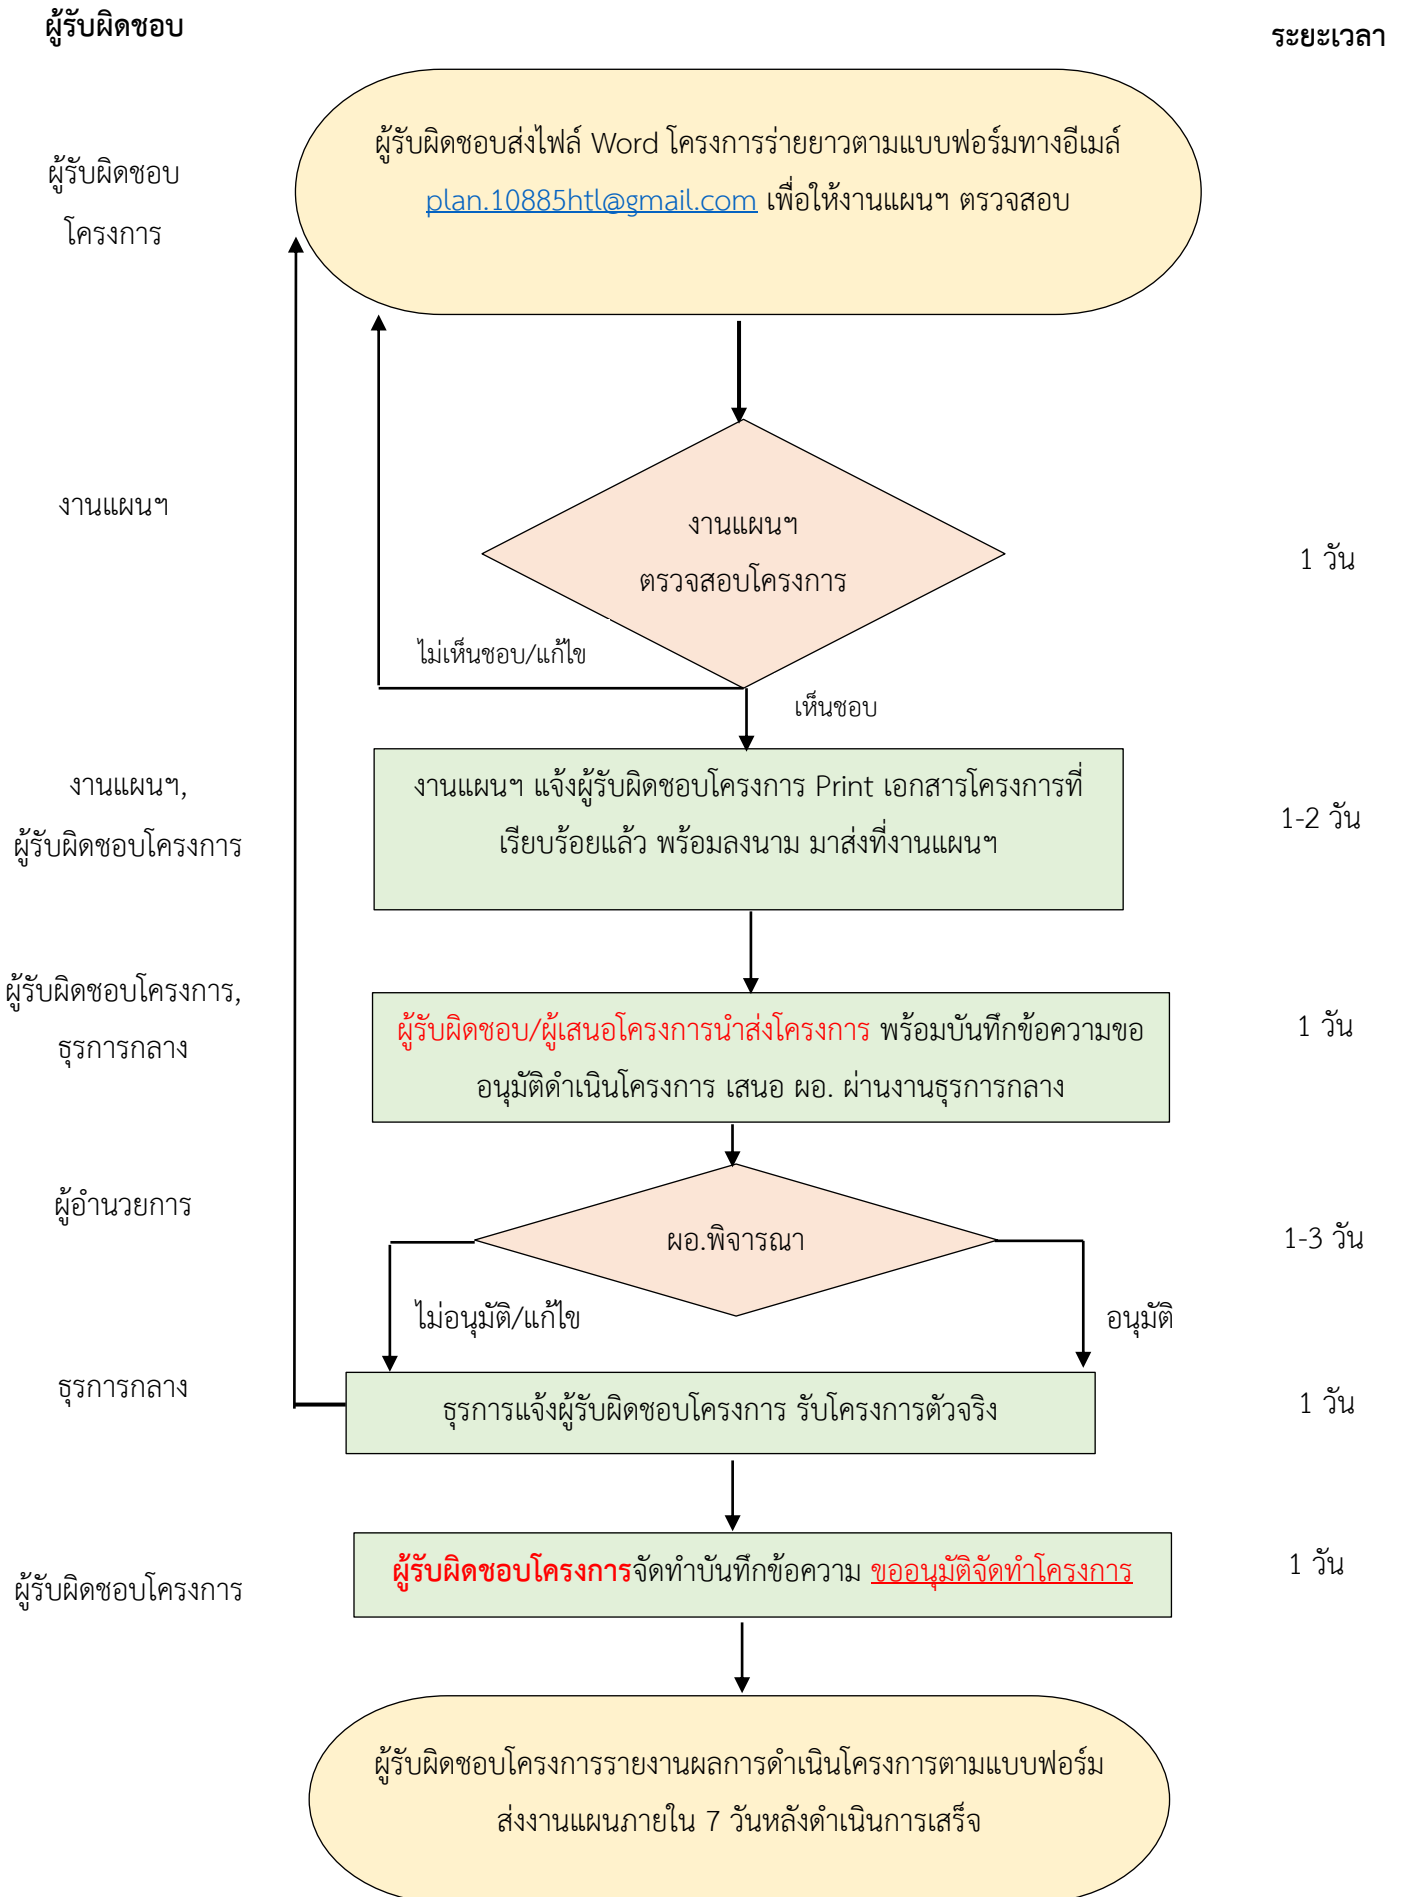 ผู้รับผิดชอบ
ระยะเวลา
ผู้รับผิดชอบ
โครงการ
ผู้รับผิดชอบส่งไฟล์ Word โครงการร่ายยาวตามแบบฟอร์มทางอีเมล์
plan.10885htl@gmail.com เพื่อให้งานแผนฯ ตรวจสอบ
งานแผนฯ
งานแผนฯ
ตรวจสอบโครงการ
1 วัน
ไม่เห็นชอบ/แก้ไข
เห็นชอบ
งานแผนฯ,
ผู้รับผิดชอบโครงการ
งานแผนฯ แจ้งผู้รับผิดชอบโครงการ Print เอกสารโครงการที่
เรียบร้อยแล้ว พร้อมลงนาม มาส่งที่งานแผนฯ
1-2 วัน
ผู้รับผิดชอบโครงการ,
ธุรการกลาง
ผู้รับผิดชอบ/ผู้เสนอโครงการนำส่งโครงการ พร้อมบันทึกข้อความขอ
อนุมัติดำเนินโครงการ เสนอ ผอ. ผ่านงานธุรการกลาง
1 วัน
ผู้อำนวยการ
ผอ.พิจารณา
1-3 วัน
ไม่อนุมัติ/แก้ไข
อนุมัติ
ธุรการกลาง
ธุรการแจ้งผู้รับผิดชอบโครงการ รับโครงการตัวจริง
1 วัน
ผู้รับผิดชอบโครงการ
ผู้รับผิดชอบโครงการจัดทำบันทึกข้อความ ขออนุมัติจัดทำโครงการ
1 วัน
ผู้รับผิดชอบโครงการรายงานผลการดำเนินโครงการตามแบบฟอร์ม
ส่งงานแผนภายใน 7 วันหลังดำเนินการเสร็จ